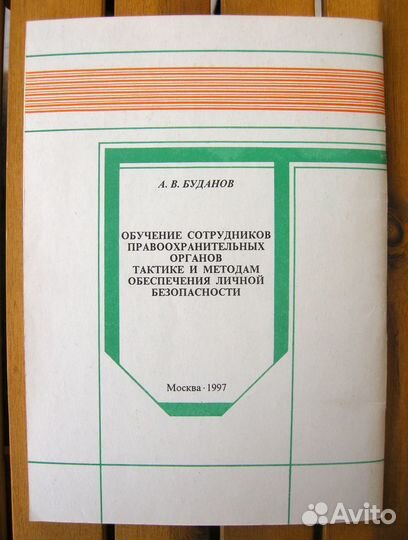 А. В. БУДАНОВ
ОБУЧЕНИЕ СОТРУДНИКОВ
ПРАВООХРАНИТЕЛЬНЫХ
ОРГАНОВ
ТАКТИКЕ И МЕТОДАМ
ОБЕСПЕЧЕНИЯ ЛИЧНОЙ
БЕЗОПАСНОСТИ
Москва · 1997
Avito